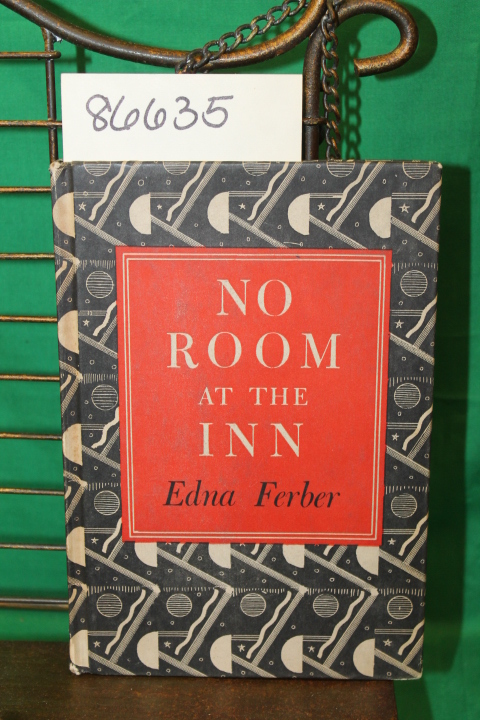 86635
NO
ROOM
AT THE
INN
Edna Ferber